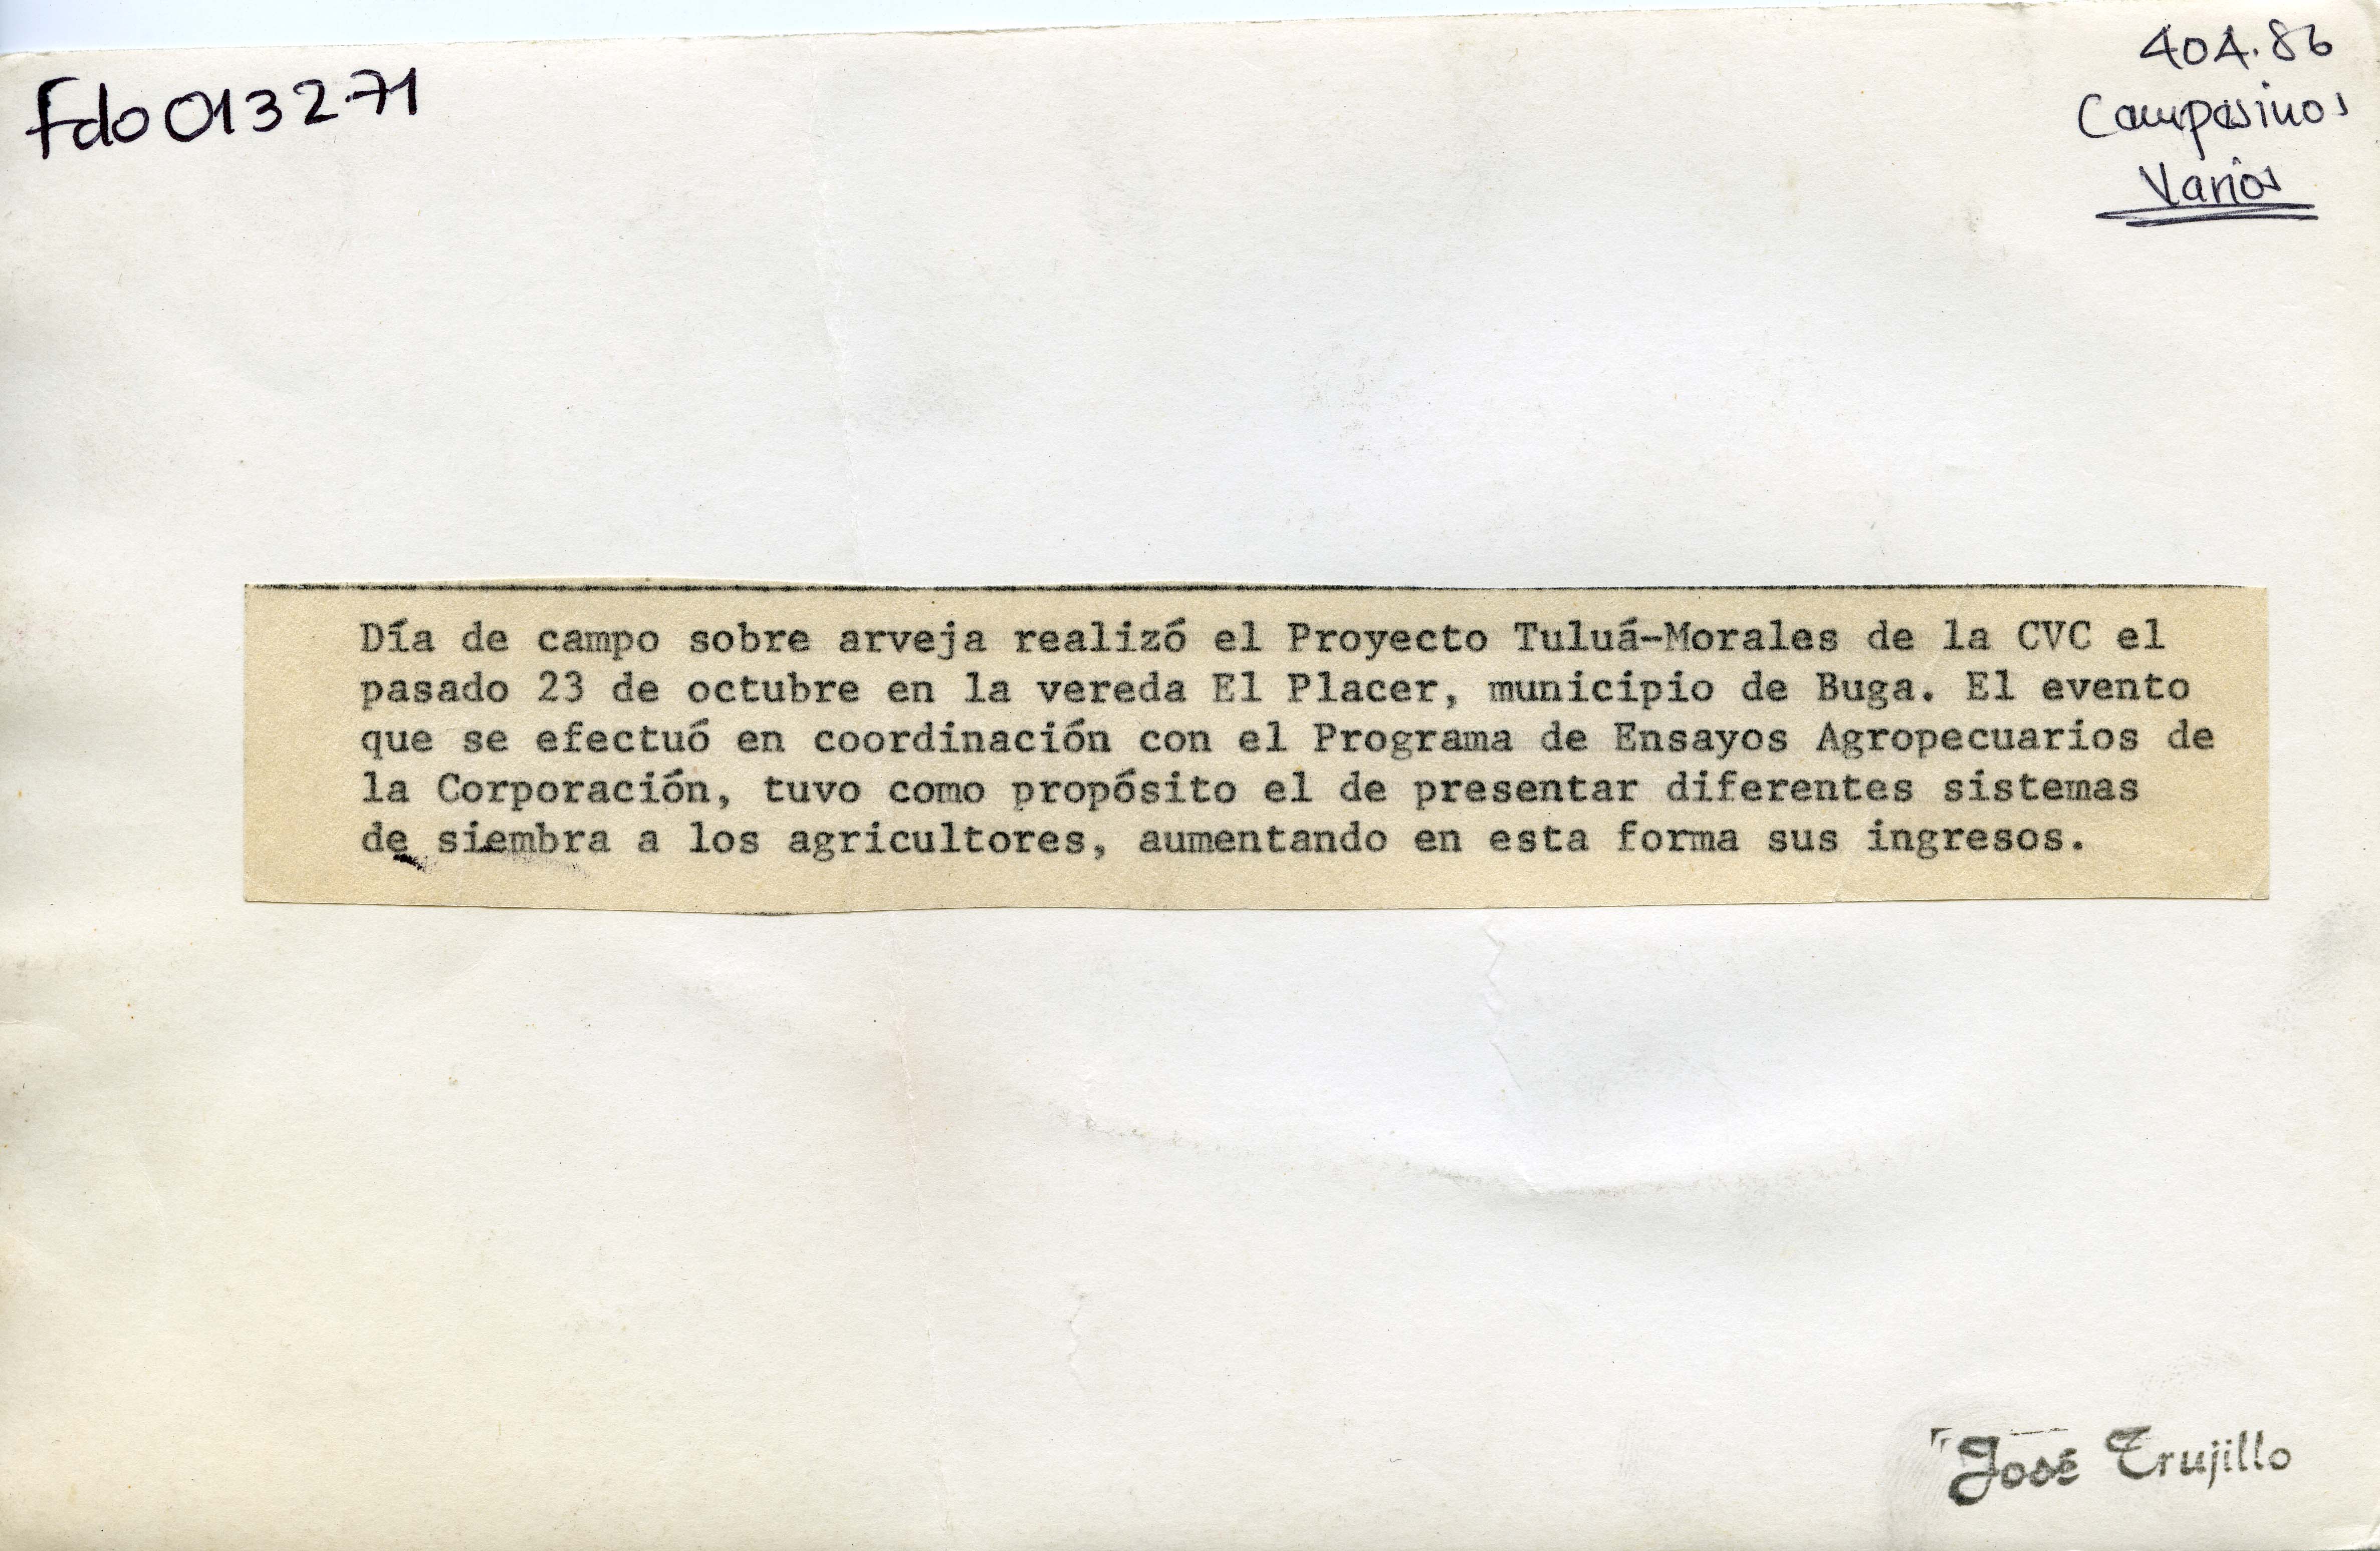 Fdo013271
404.86
Campesinos
Varios
Día de campo sobre arveja realizó el Proyecto Tuluá-Morales de la CVC el
pasado 23 de octubre en la vereda El Placer, municipio de Buga. El evento
que se efectuó en coordinación con el Programa de Ensayos Agropecuarios de
la Corporación, tuvo como propósito el de presentar diferentes sistemas
de siembra a los agricultores, aumentando en esta forma sus ingresos.
José Trujillo